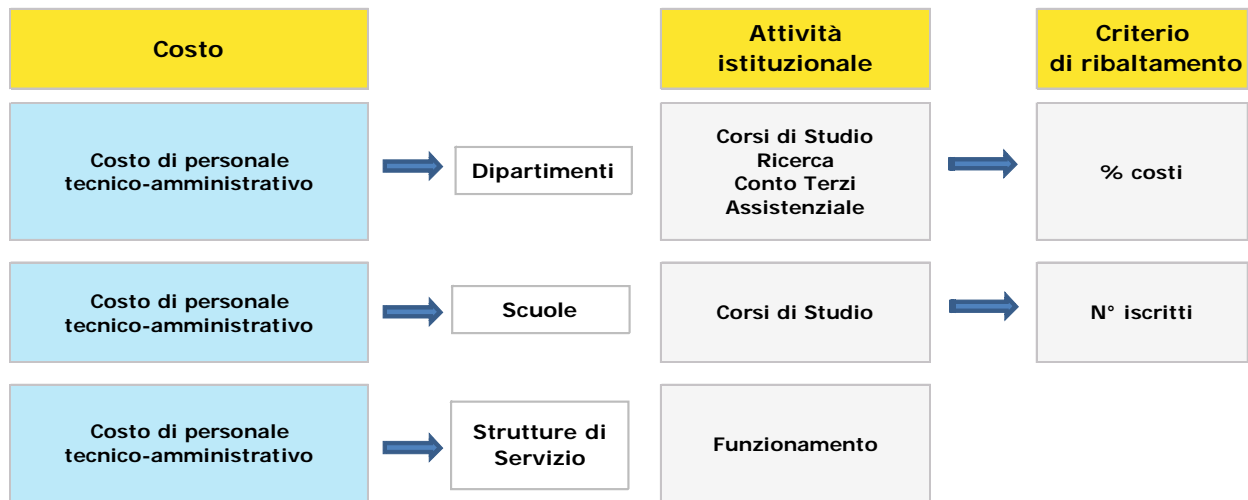 Costo
Attività
istituzionale
Criterio
di ribaltamento
Costo di personale
tecnico-amministrativo
Dipartimenti
Corsi di Studio
Ricerca
Conto Terzi
Assistenziale
% costi
Costo di personale
tecnico-amministrativo
Scuole
Corsi di Studio
N° iscritti
Costo di personale
tecnico-amministrativo
Strutture di
Servizio
Funzionamento